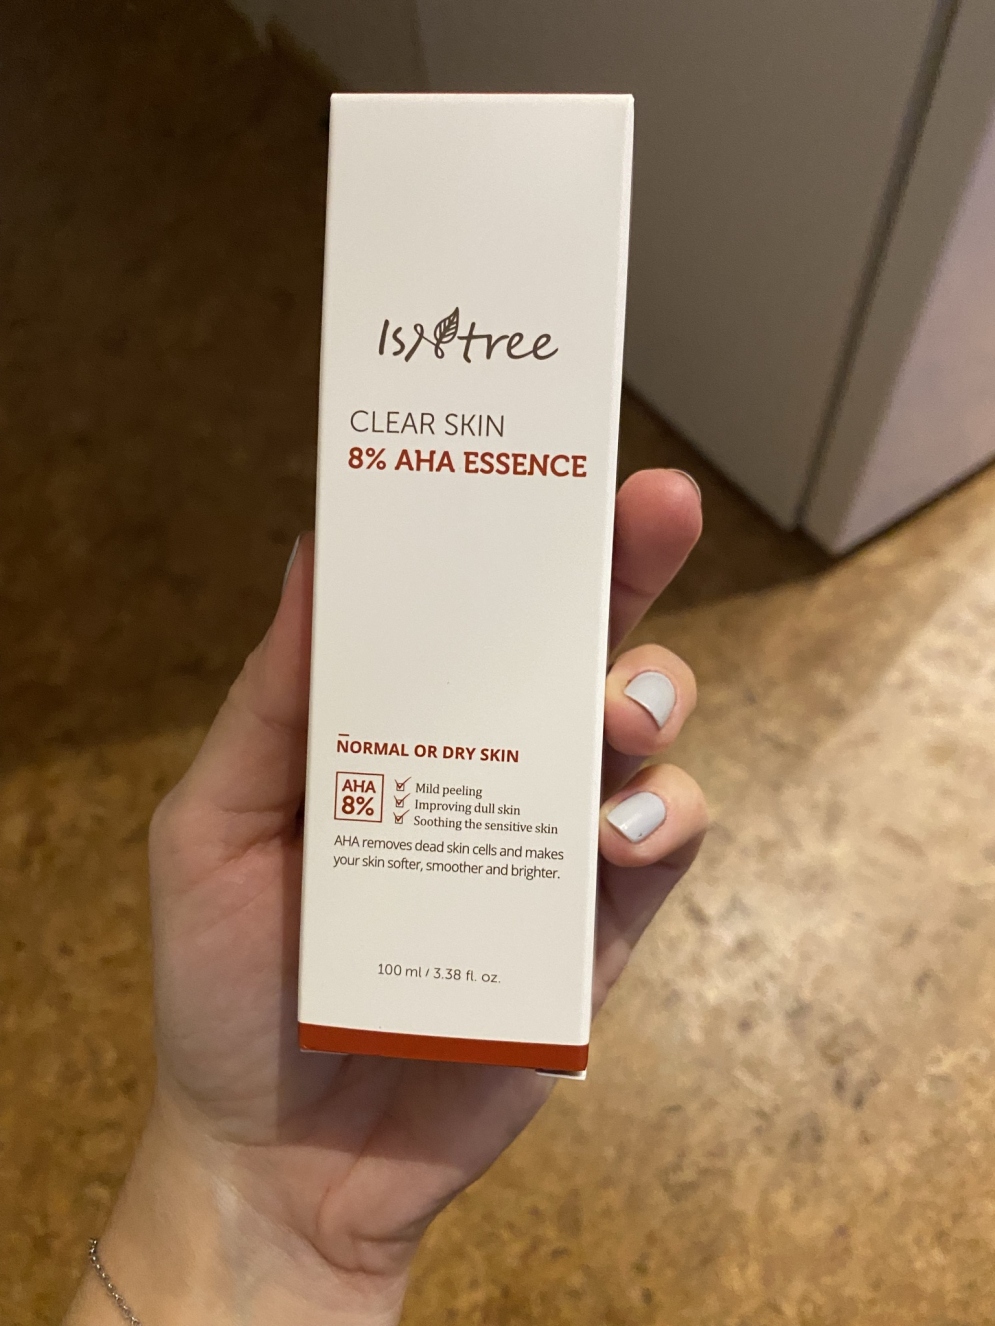 Isntree
CLEAR SKIN
8% AHA ESSENCE
NORMAL OR DRY SKIN
AHA
8%
Mild peeling
Improving dull skin
Soothing the sensitive skin
AHA removes dead skin cells and makes
your skin softer, smoother and brighter.
100 ml / 3.38 fl. oz.